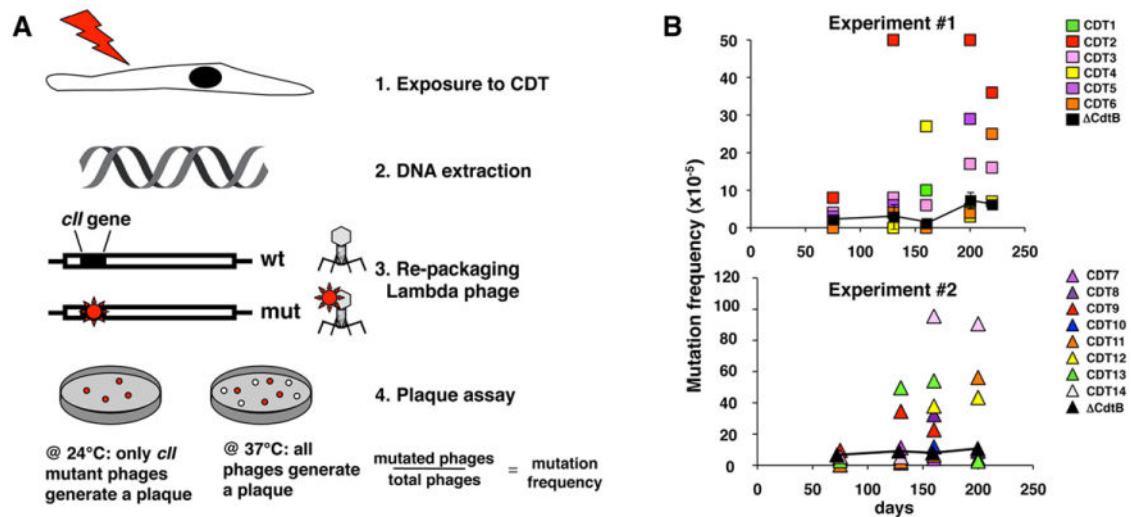 A
1. Exposure to CDT
2. DNA extraction
cII gene
wt
mut
3. Re-packaging
Lambda phage
4. Plaque assay
@ 24°C: only cII
mutant phages
generate a plaque
@ 37°C: all
phages generate
a plaque
mutated phages
total phages
=
mutation
frequency
B
Experiment #1
50
40
30
20
10
0
0 50 100 150 200 250
CDT1
CDT2
CDT3
CDT4
CDT5
CDT6
ΔCdtB
Mutation frequency (x10⁻⁵)
Experiment #2
120
100
80
60
40
20
0
0 50 100 150 200 250
days
CDT7
CDT8
CDT9
CDT10
CDT11
CDT12
CDT13
CDT14
ΔCdtB